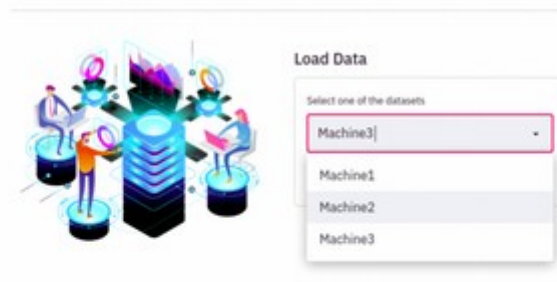 Load Data
Select one of the datasets
Machine3
Machine1
Machine2
Machine3